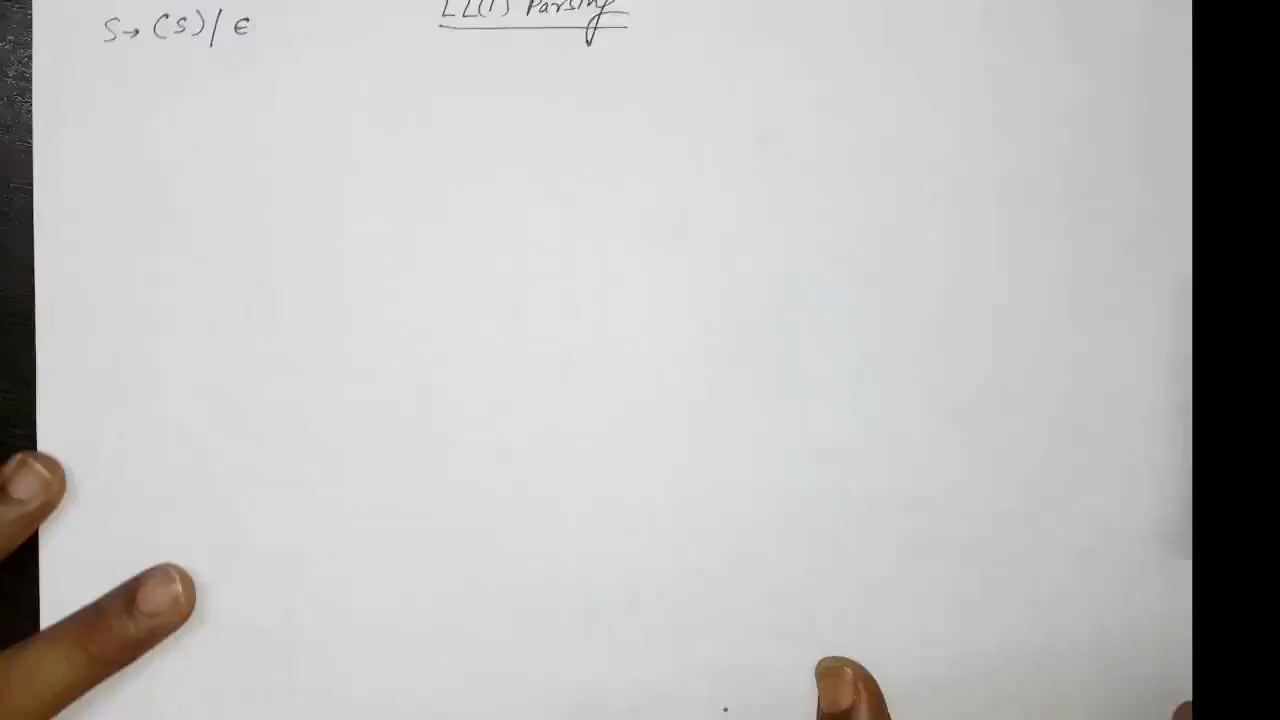 LL(1) Parsing
S→ (S) / ϵ